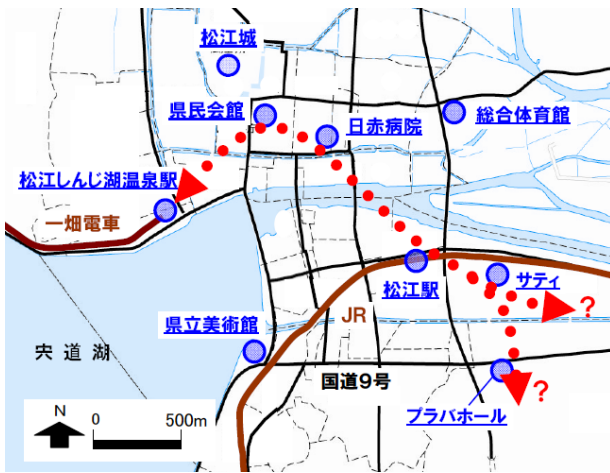 松江城
県民会館
日赤病院
総合体育館
松江しんじ湖温泉駅
一畑電車
松江駅
サティ
?
県立美術館
JR
宍道湖
国道9号
?
プラバホール
N
0 500m